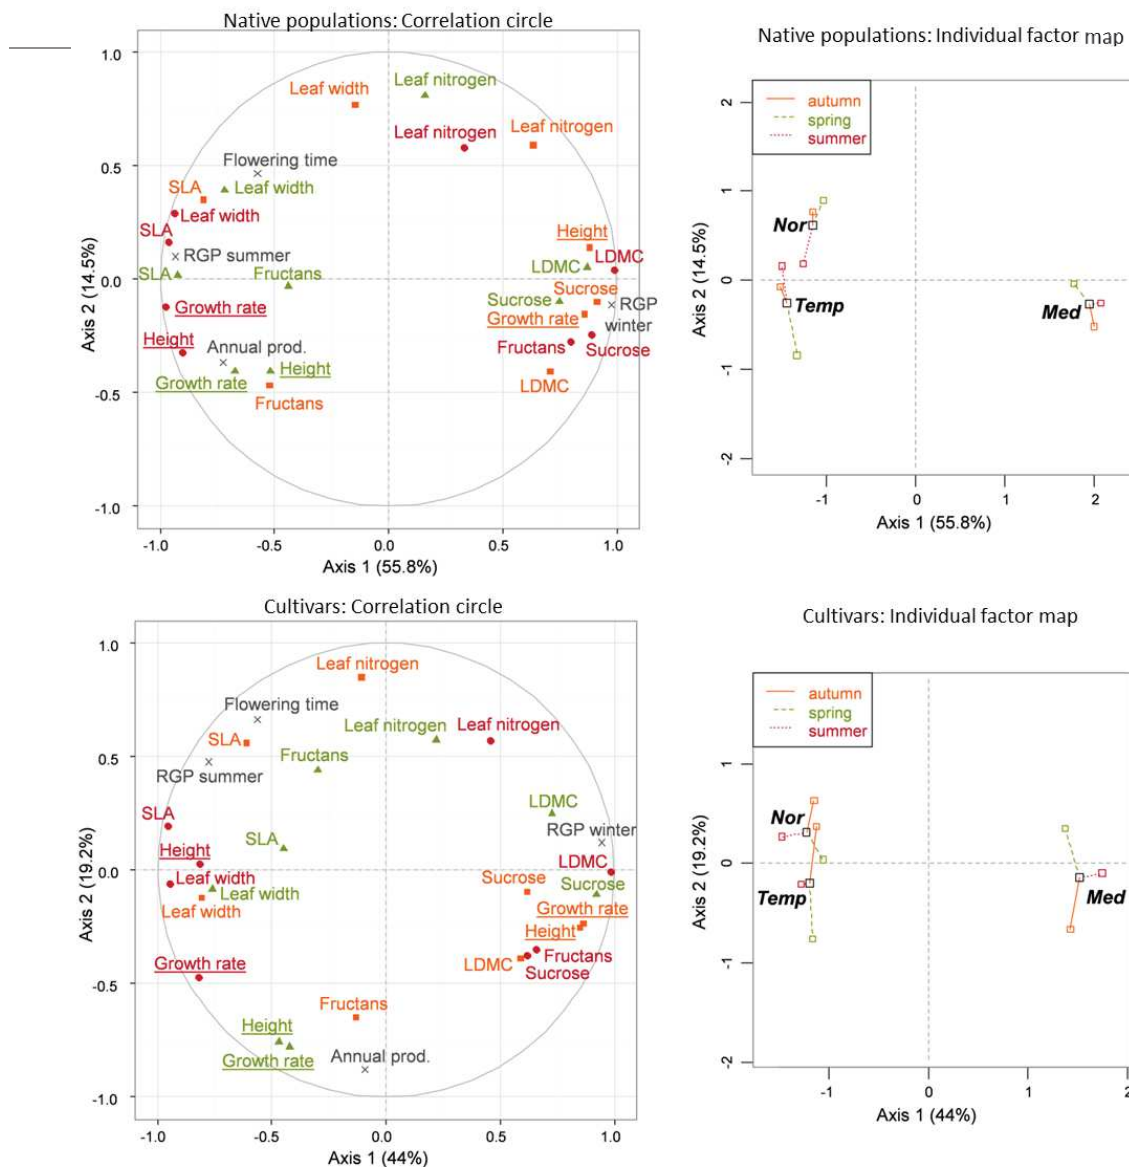 Native populations: Correlation circle
1.0
0.5
0.0
-0.5
-1.0
Axis 2 (14.5%)
Leaf width
Leaf nitrogen
Leaf nitrogen
Leaf nitrogen
Flowering time
SLA
Leaf width
Leaf width
SLA
RGP summer
SLA
Fructans
Growth rate
Height
Annual prod.
Growth rate
Height
Fructans
Height
LDMC
LDMC
Sucrose
Sucrose
RGP
winter
Growth rate
Fructans
Sucrose
LDMC
-1.0 -0.5 0.0 0.5 1.0
Axis 1 (55.8%)
Native populations: Individual factor map
autumn
spring
summer
2
1
0
-1
-2
Axis 2 (14.5%)
Nor
Temp
Med
-1 0 1 2
Axis 1 (55.8%)
Cultivars: Correlation circle
1.0
0.5
0.0
-0.5
-1.0
Axis 2 (19.2%)
Leaf nitrogen
Flowering time
Leaf nitrogen
Leaf nitrogen
SLA
Fructans
RGP summer
SLA
Height
SLA
Leaf width
Leaf width
Leaf width
Growth rate
Height
Growth rate
Fructans
Annual prod.
LDMC
RGP winter
LDMC
Sucrose
Sucrose
Growth rate
Height
LDMC
Fructans
Sucrose
-1.0 -0.5 0.0 0.5 1.0
Axis 1 (44%)
Cultivars: Individual factor map
autumn
spring
summer
1
0
-1
-2
Axis 2 (19.2%)
Nor
Temp
Med
-1 0 1 2
Axis 1 (44%)